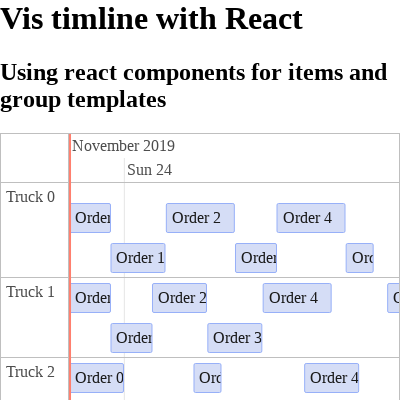 Vis timline with React
Using react components for items and
group templates
November 2019
Sun 24
Truck 0
Order
Order 2
Order 4
Order 1
Order
Truck 1
Order
Order 2
Order 4
Order
Order 3
Truck 2
Order 0
Order 4